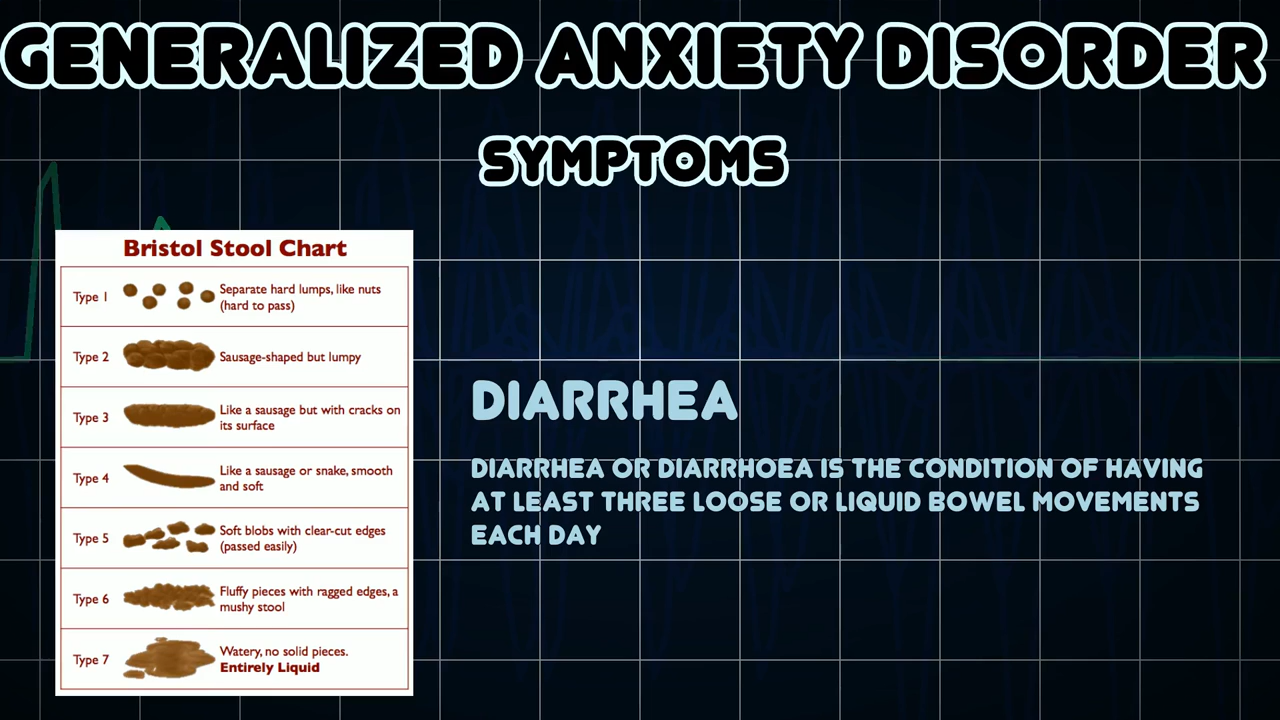 GENERALIZED ANXIETY DISORDER
SYMPTOMS
Bristol Stool Chart
Type 1
Separate hard lumps, like nuts
(hard to pass)
Type 2
Sausage-shaped but lumpy
Type 3
Like a sausage but with cracks on
its surface
Type 4
Like a sausage or snake, smooth
and soft
Type 5
Soft blobs with clear-cut edges
(passed easily)
Type 6
Fluffy pieces with ragged edges, a
mushy stool
Type 7
Watery, no solid pieces.
Entirely Liquid
DIARRHEA
DIARRHEA OR DIARRHOEA IS THE CONDITION OF HAVING
AT LEAST THREE LOOSE OR LIQUID BOWEL MOVEMENTS
EACH DAY